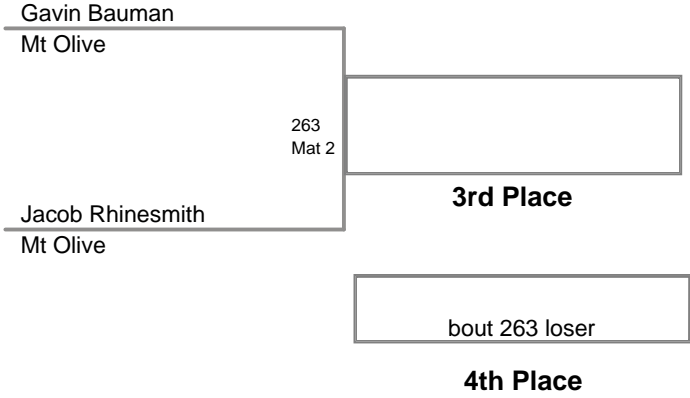 Gavin Bauman
Mt Olive
263
Mat 2
3rd Place
Jacob Rhinesmith
Mt Olive
bout 263 loser
4th Place